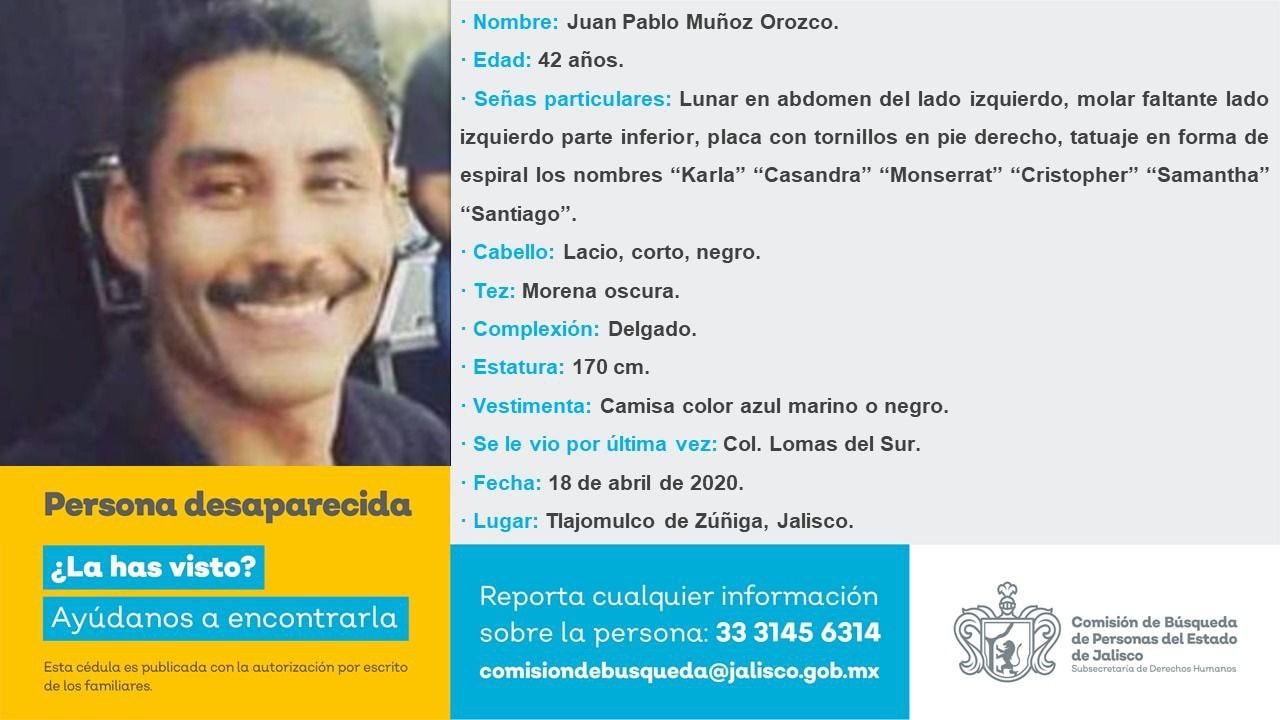 · Nombre: Juan Pablo Muñoz Orozco.
· Edad: 42 años.
· Señas particulares: Lunar en abdomen del lado izquierdo, molar faltante lado
izquierdo parte inferior, placa con tornillos en pie derecho, tatuaje en forma de
espiral los nombres “Karla” “Casandra” “Monserrat” “Cristopher” “Samantha”
“Santiago”.
· Cabello: Lacio, corto, negro.
· Tez: Morena oscura.
· Complexión: Delgado.
· Estatura: 170 cm.
· Vestimenta: Camisa color azul marino o negro.
· Se le vio por última vez: Col. Lomas del Sur.
· Fecha: 18 de abril de 2020.
· Lugar: Tlajomulco de Zúñiga, Jalisco.
Persona desaparecida
¿La has visto?
Ayúdanos a encontrarla
Esta cédula es publicada con la autorización por escrito
de los familiares.
Reporta cualquier información
sobre la persona: 33 3145 6314
comisiondebusqueda@jalisco.gob.mx
Comisión de Búsqueda
de Personas del Estado
de Jalisco
Subsecretaría de Derechos Humanos